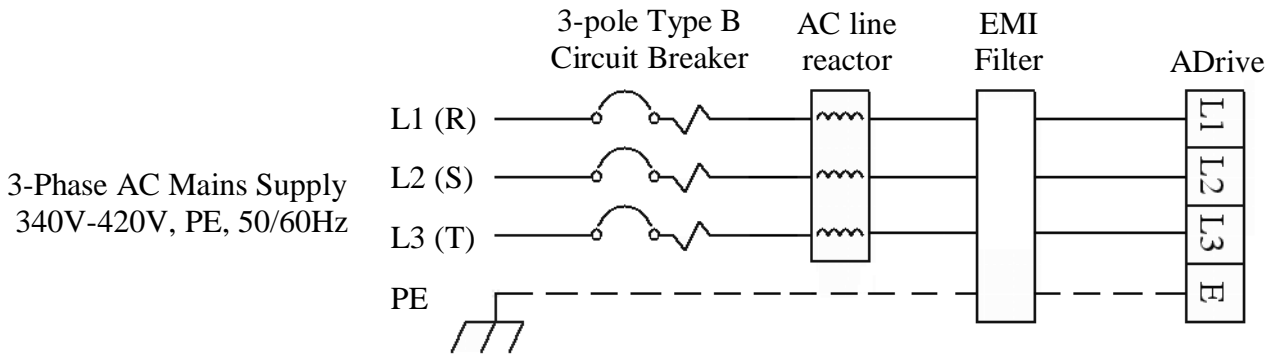 3-pole Type B
Circuit Breaker
AC line
reactor
EMI
Filter
ADrive
L1 (R)
L1
3-Phase AC Mains Supply
340V-420V, PE, 50/60Hz
L2 (S)
L2
L3 (T)
L3
PE
E